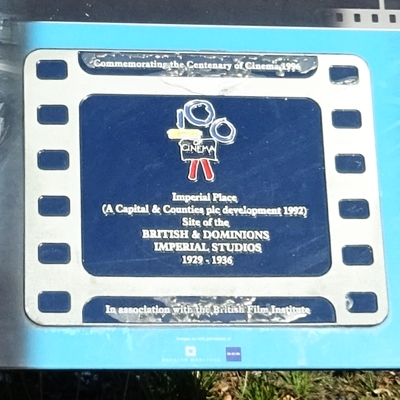 Commemorating the Centenary of Cinema 1996
CINEMA
Imperial Place
(A Capital & Counties plc development 1992)
Site of the
BRITISH & DOMINIONS
IMPERIAL STUDIOS
1929 - 1936
In association with the British Film Institute